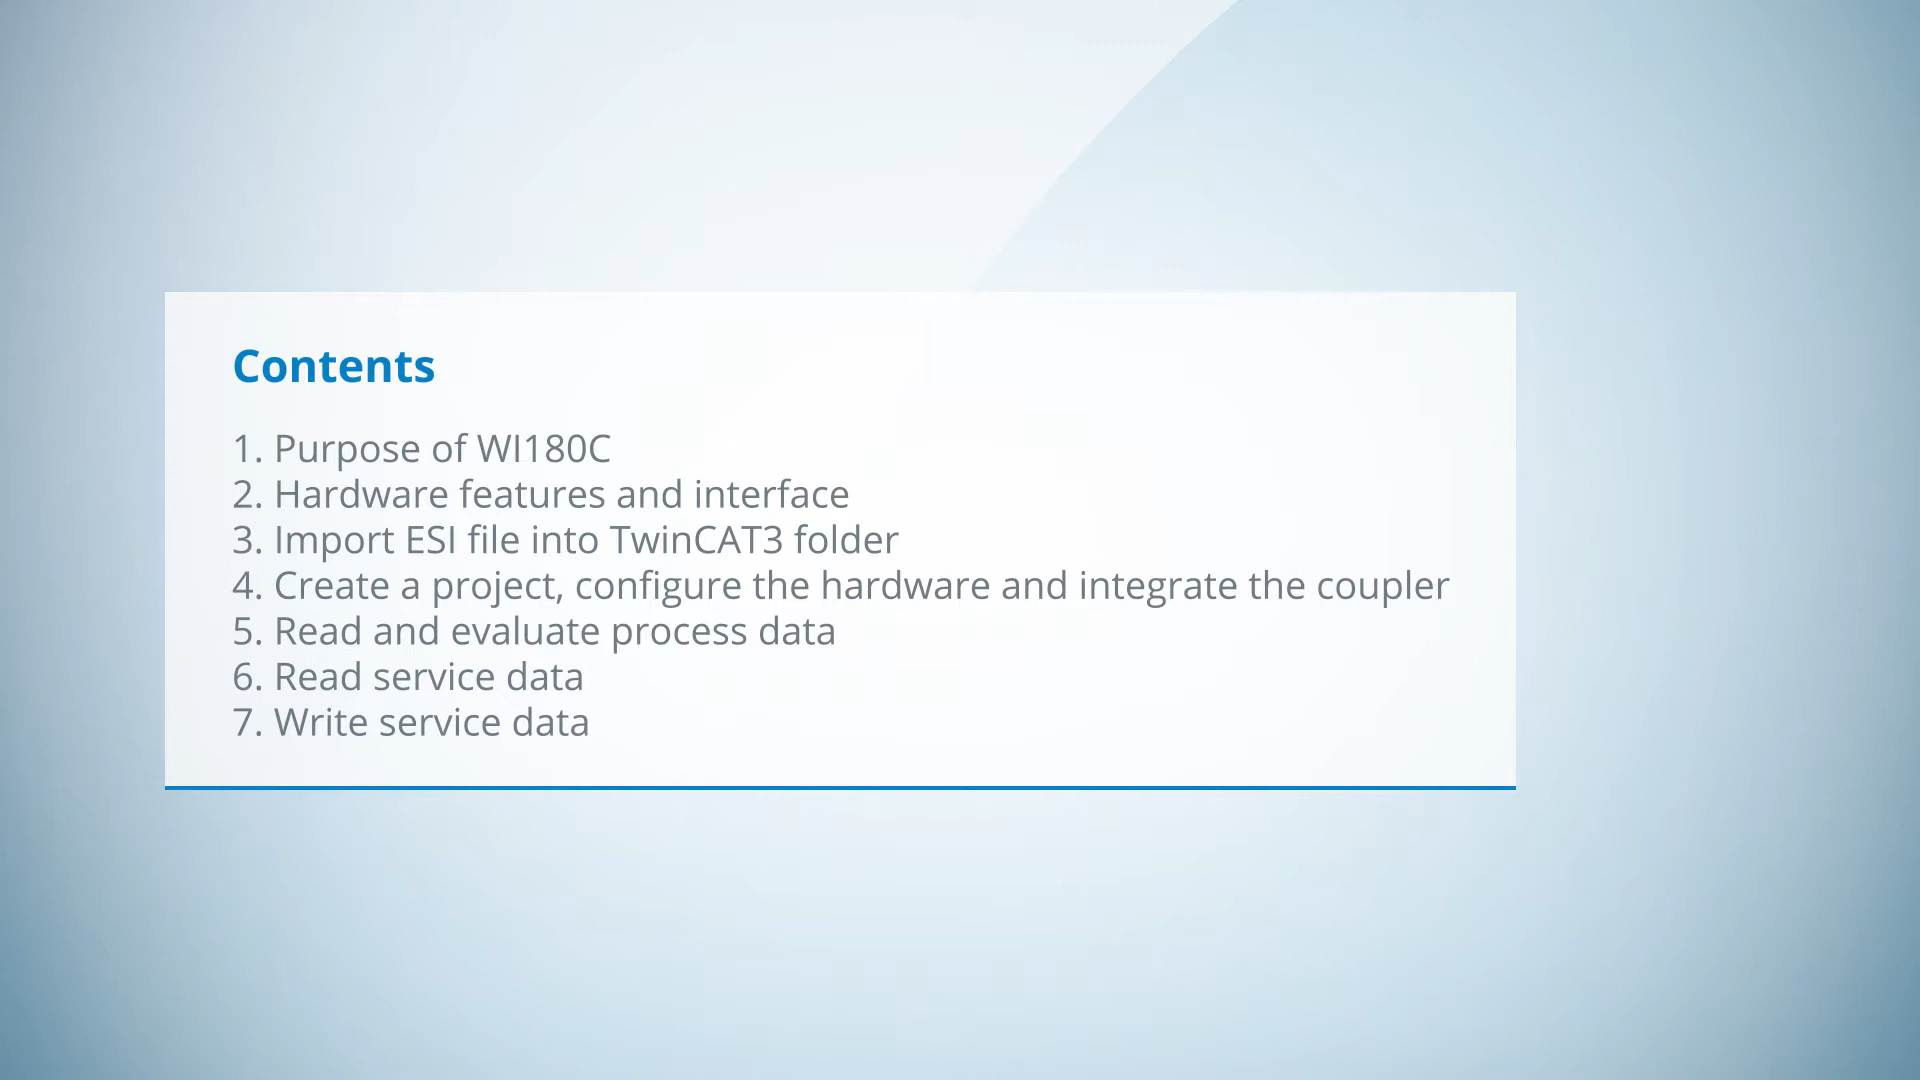 Contents
1. Purpose of WI180C
2. Hardware features and interface
3. Import ESI file into TwinCAT3 folder
4. Create a project, configure the hardware and integrate the coupler
5. Read and evaluate process data
6. Read service data
7. Write service data